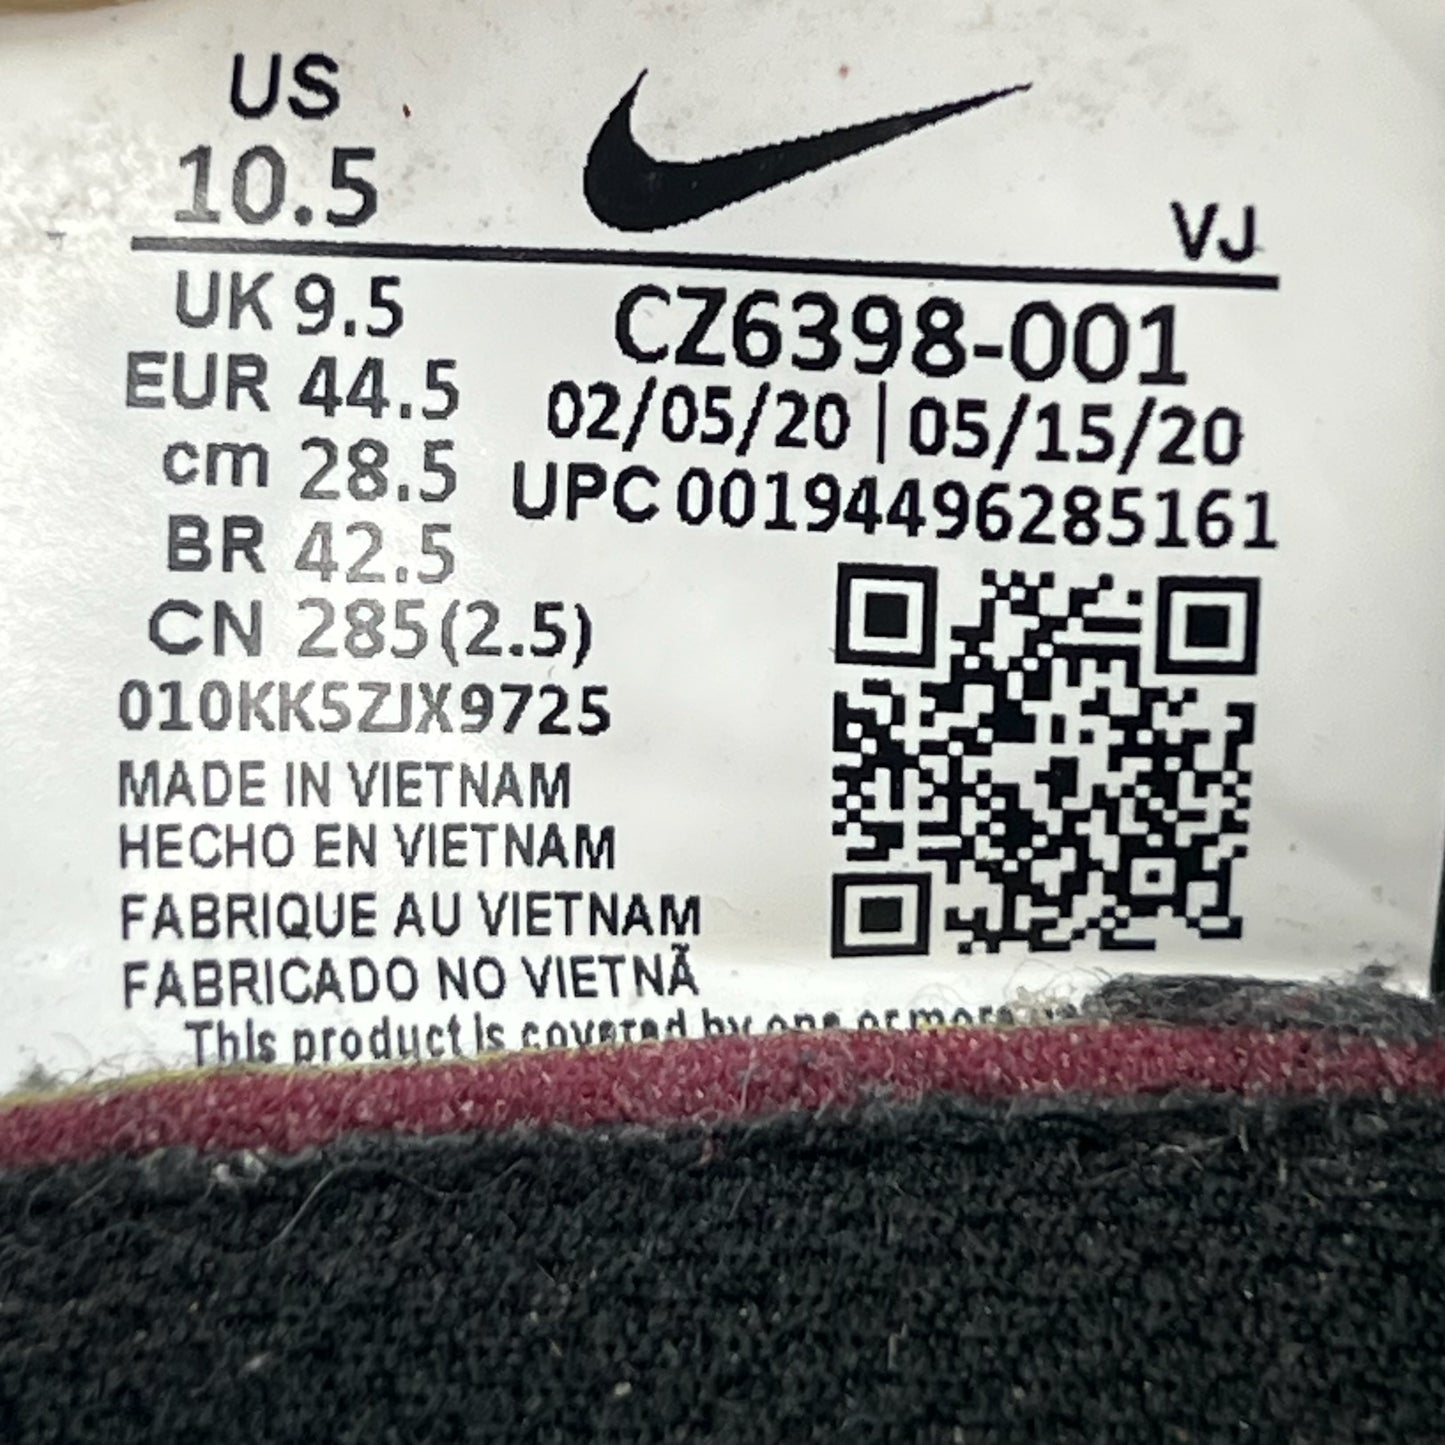 US
10.5
VJ
UK 9.5
EUR 44.5
cm 28.5
BR 42.5
CN 285(2.5)
010KK5ZJX9725
MADE IN VIETNAM
HECHO EN VIETNAM
FABRIQUE AU VIETNAM
FABRICADO NO VIETNÃ
CZ6398-001
02/05/20 | 05/15/20
UPC 00194496285161
This product is covered by one or more